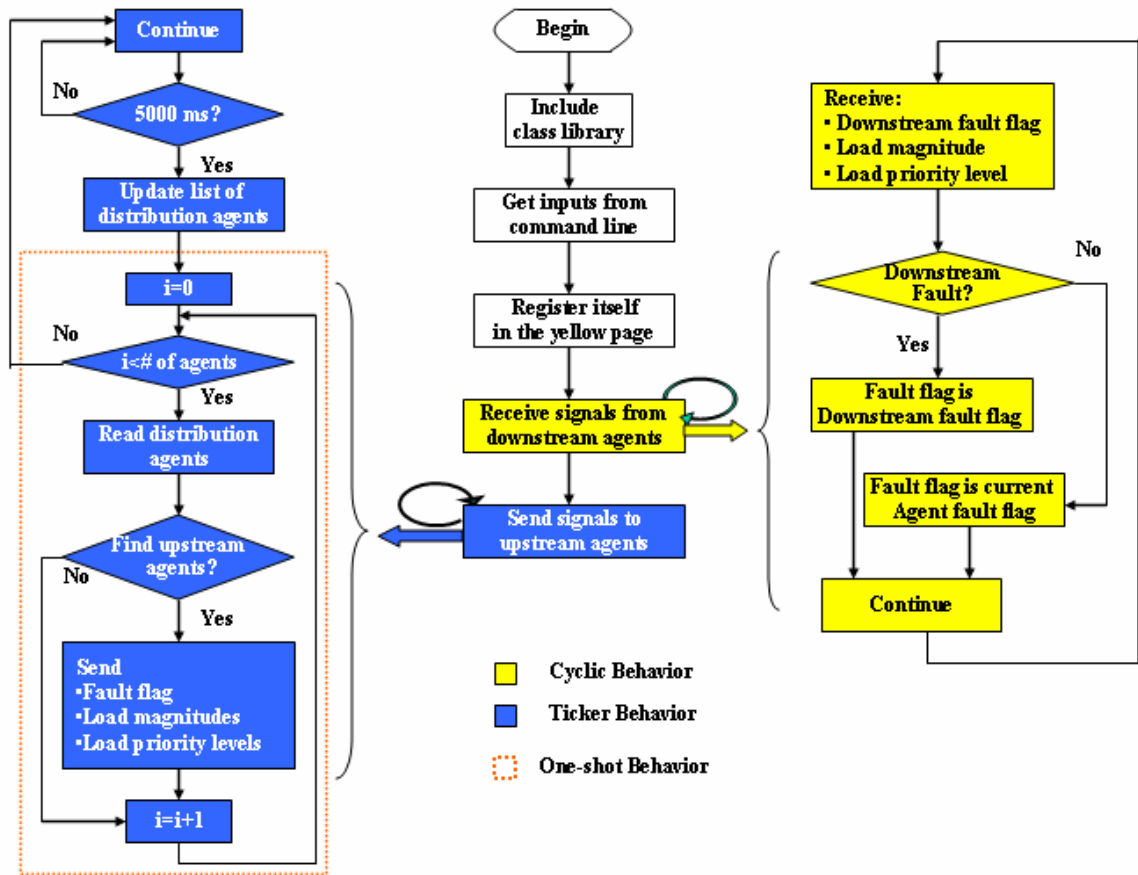 Continue
No
5000 ms?
Yes
Update list of
distribution agents
i=0
No
i<# of agents
Yes
Read distribution
agents
Find upstream
agents?
No
Yes
Send
▪Fault flag
▪Load magnitudes
▪Load priority levels
i=i+1
Begin
Include
class library
Get inputs from
command line
Register itself
in the yellow page
Receive signals from
downstream agents
Send signals to
upstream agents
Cyclic Behavior
Ticker Behavior
One-shot Behavior
Receive:
▪ Downstream fault flag
▪ Load magnitude
▪ Load priority level
No
Downstream
Fault?
Yes
Fault flag is
Downstream fault flag
Fault flag is current
Agent fault flag
Continue